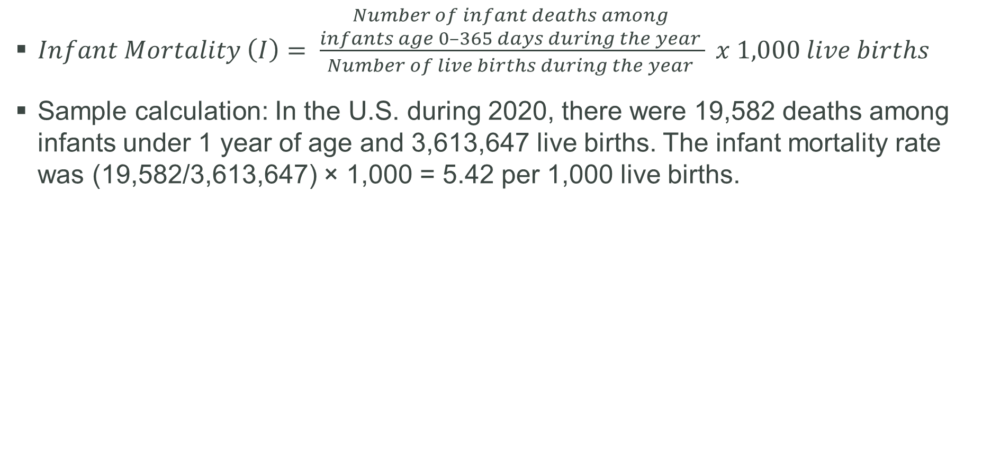 Number of infant deaths among
infants age 0–365 days during the year
▪ Infant Mortality (I) = x 1,000 live births
Number of live births during the year
▪ Sample calculation: In the U.S. during 2020, there were 19,582 deaths among
infants under 1 year of age and 3,613,647 live births. The infant mortality rate
was (19,582/3,613,647) × 1,000 = 5.42 per 1,000 live births.